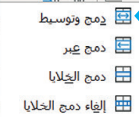 دمج وتوسيط
دمج عبر
دمج الخلايا
إلغاء دمج الخلايا